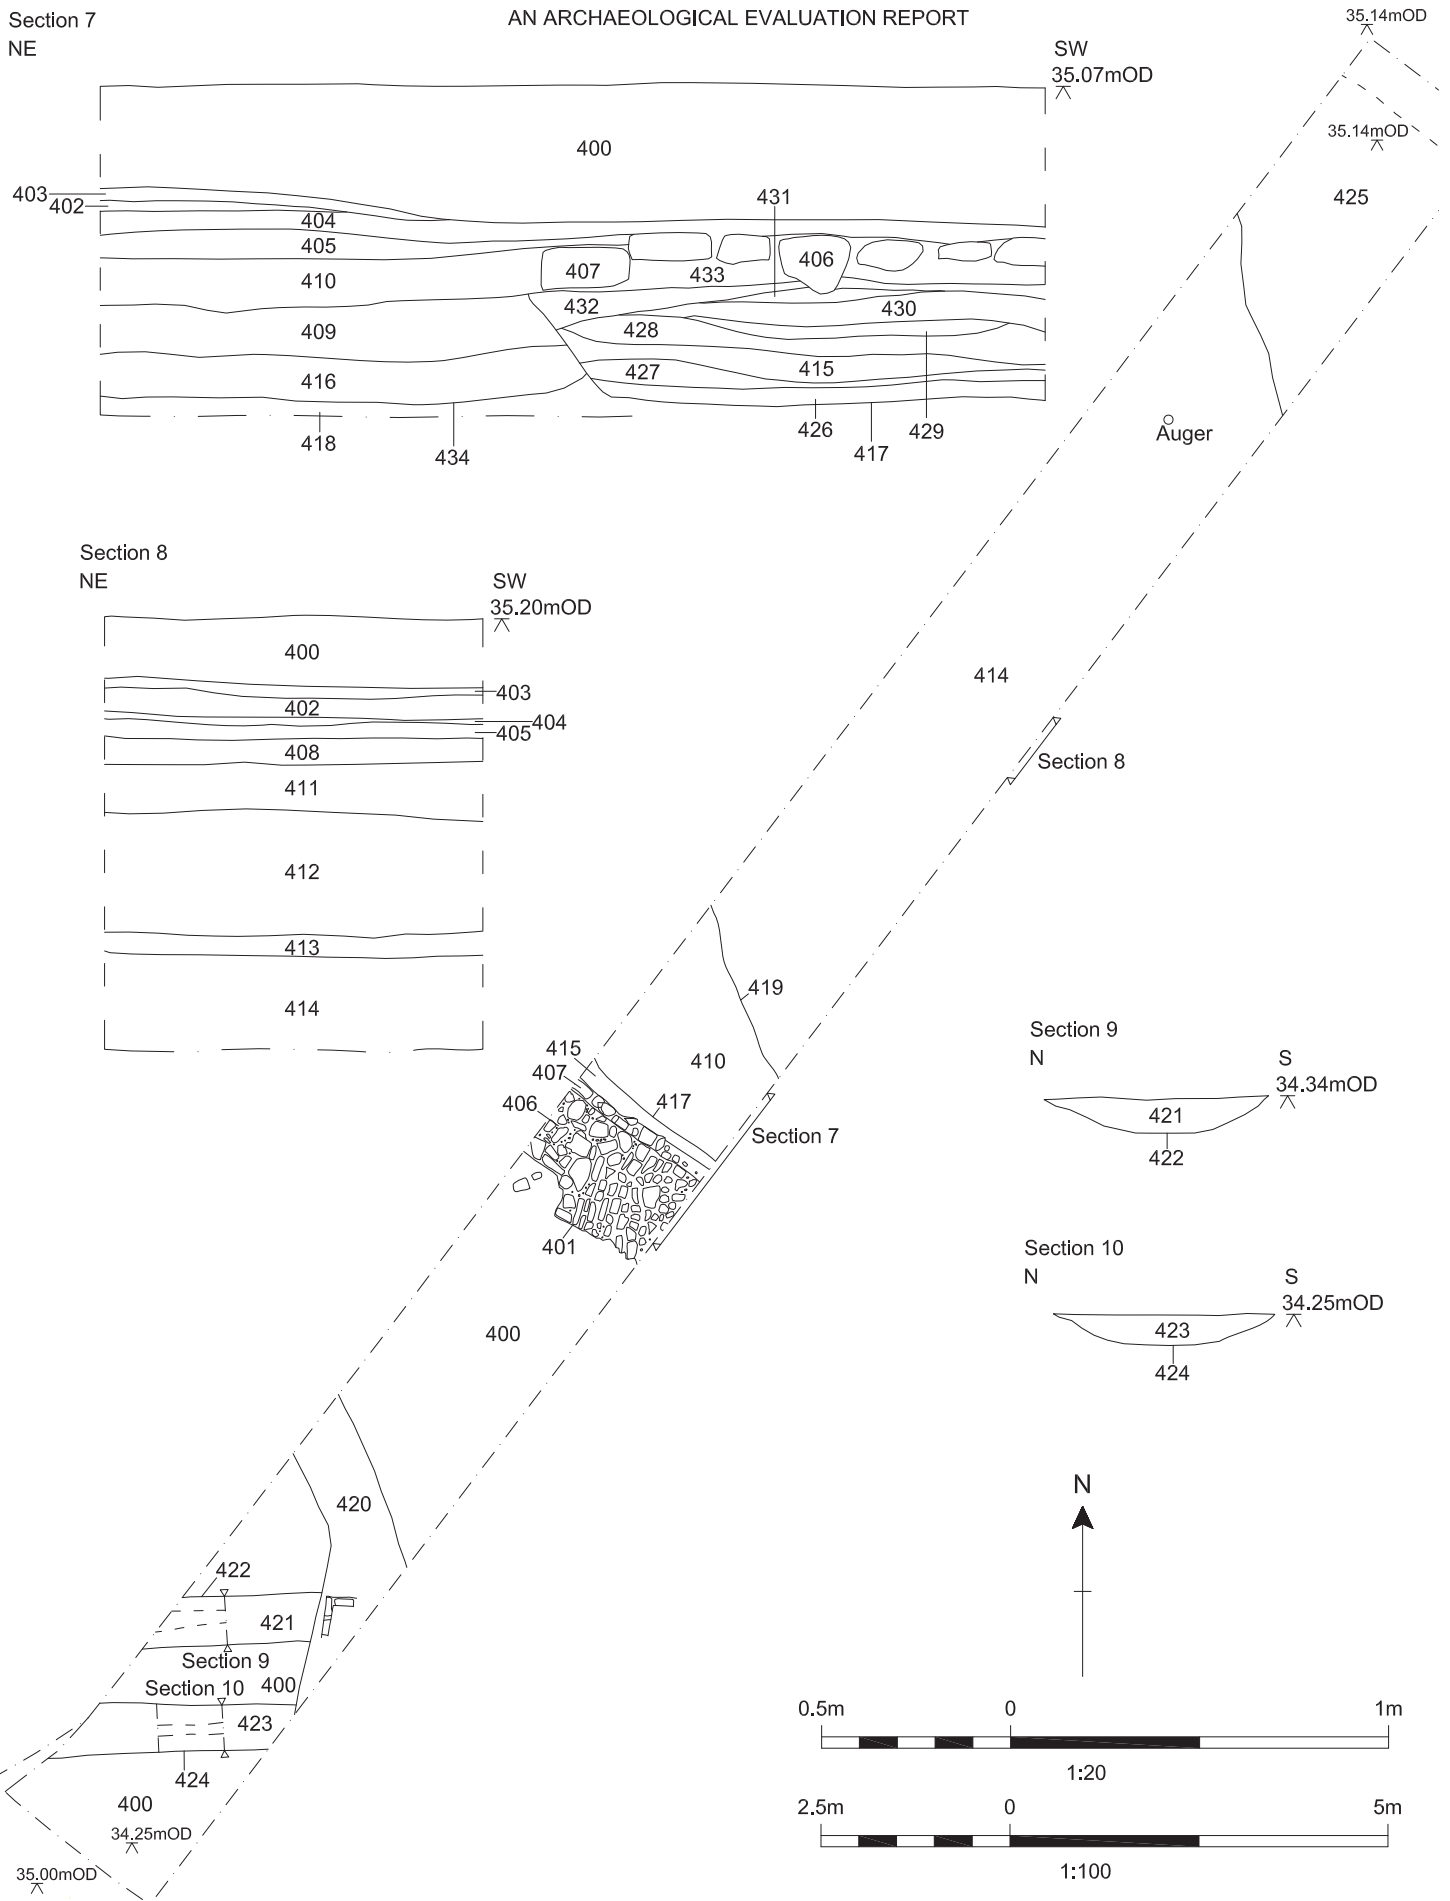 AN ARCHAEOLOGICAL EVALUATION REPORT
Section 7
NE
SW
35.07mOD
400
403
402
404
405
431
407
433
406
410
432
430
409
428
415
427
416
418
434
426
417
429
35.14mOD
35.14mOD
425
Auger
414
Section 8
NE
SW
35.20mOD
400
403
402
404
405
408
411
412
413
414
Section 8
419
410
415
407
406
417
Section 7
401
400
Section 9
N
S
34.34mOD
421
422
Section 10
N
S
34.25mOD
423
424
420
422
421
Section 9
400
Section 10
423
424
400
34.25mOD
35.00mOD
N
0.5m 0 1m
1:20
2.5m 0 5m
1:100